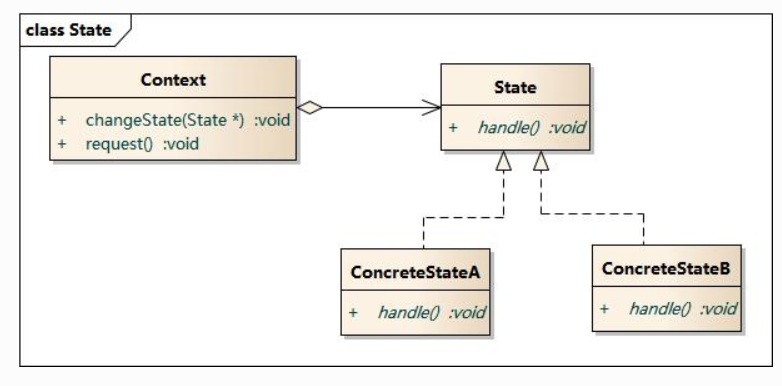 class State
Context
+ changeState(State *) :void
+ request() :void
State
+ handle() :void
ConcreteStateA
+ handle() :void
ConcreteStateB
+ handle() :void